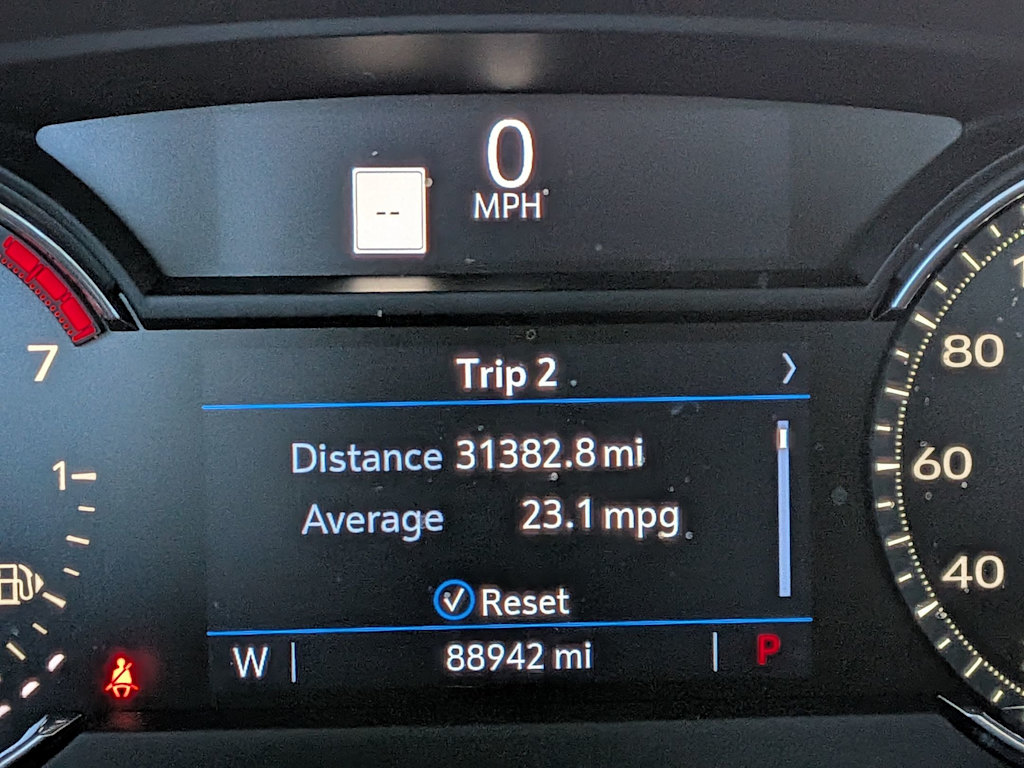 0
MPH
--
7
1
Trip 2
Distance 31382.8 mi
Average 23.1 mpg
Reset
W 88942 mi P
80
60
40